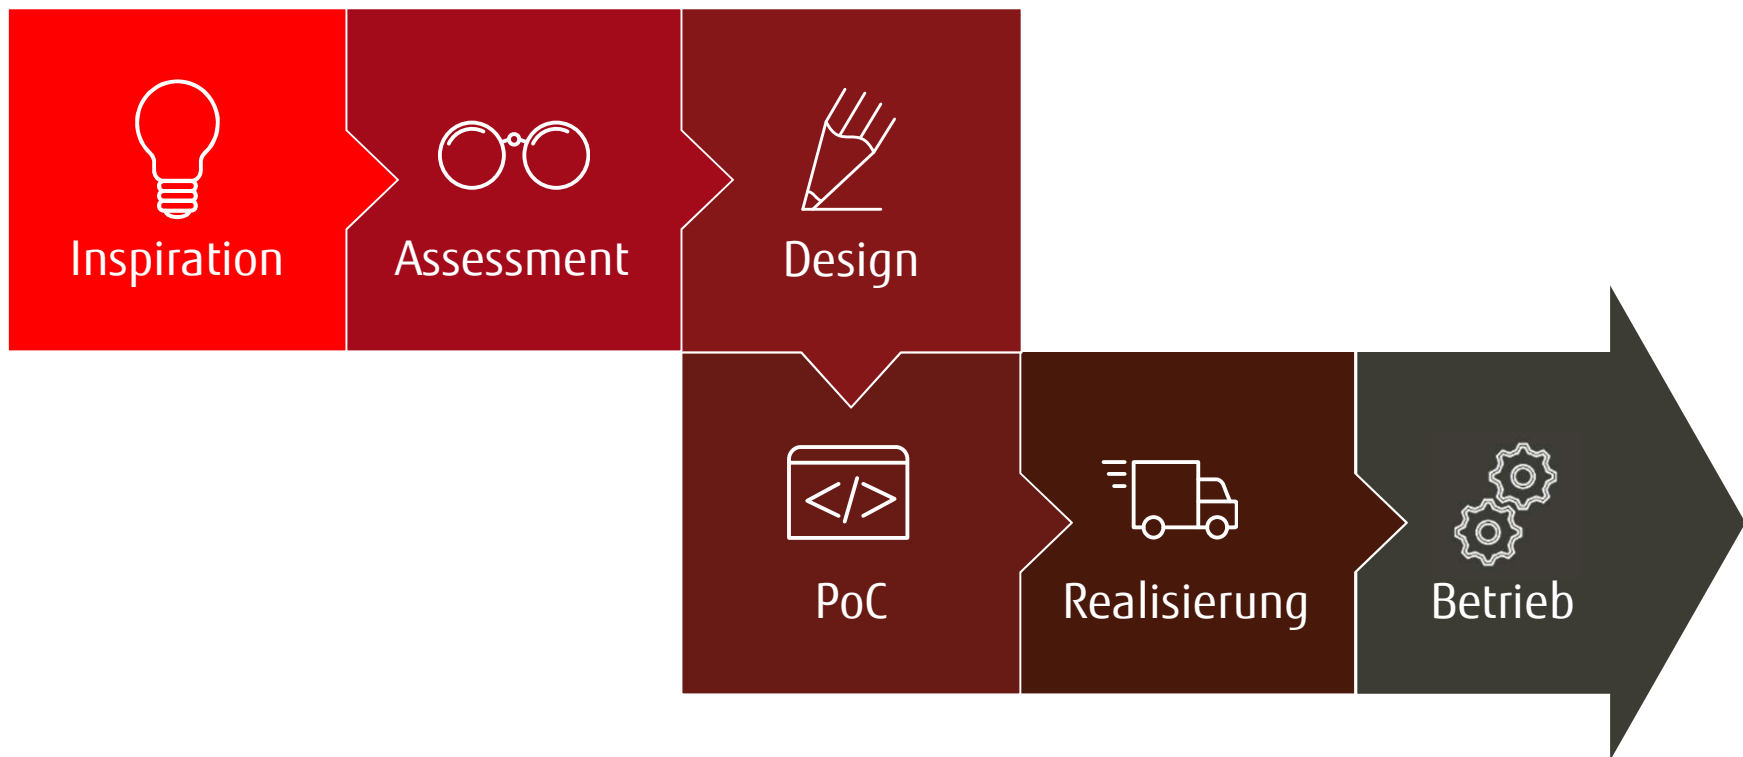 Inspiration
Assessment
Design
</>
PoC
Realisierung
Betrieb